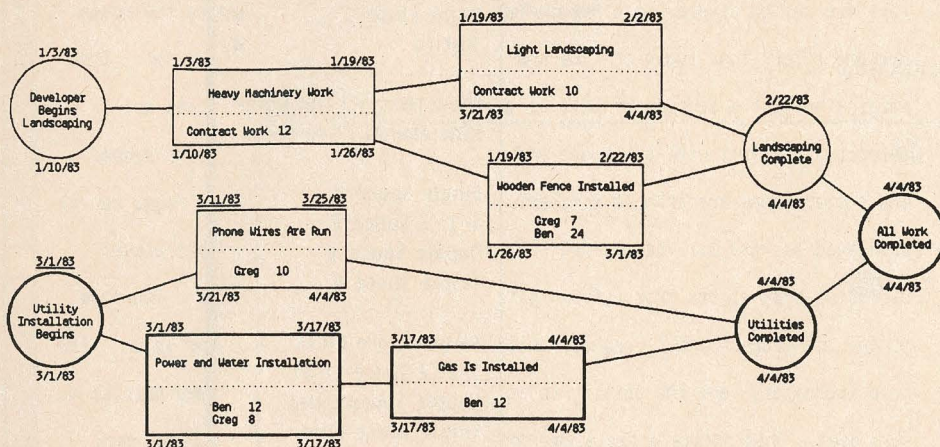 1/3/83
Developer
Begins
Landscaping
1/10/83
1/3/83 1/19/83
Heavy Machinery Work
Contract Work 12
1/10/83 1/26/83
1/19/83 2/2/83
Light Landscaping
Contract Work 10
3/21/83 4/4/83
1/19/83 2/22/83
Wooden Fence Installed
Greg 7
Ben 24
1/26/83 3/1/83
2/22/83
Landscaping
Complete
4/4/83
3/1/83
Utility
Installation
Begins
3/1/83
3/11/83 3/25/83
Phone Wires Are Run
Greg 10
3/21/83 4/4/83
3/1/83 3/17/83
Power and Water Installation
Ben 12
Greg 8
3/1/83 3/17/83
3/17/83 4/4/83
Gas Is Installed
Ben 12
3/17/83 4/4/83
4/4/83
Utilities
Completed
4/4/83
4/4/83
All Work
Completed
4/4/83